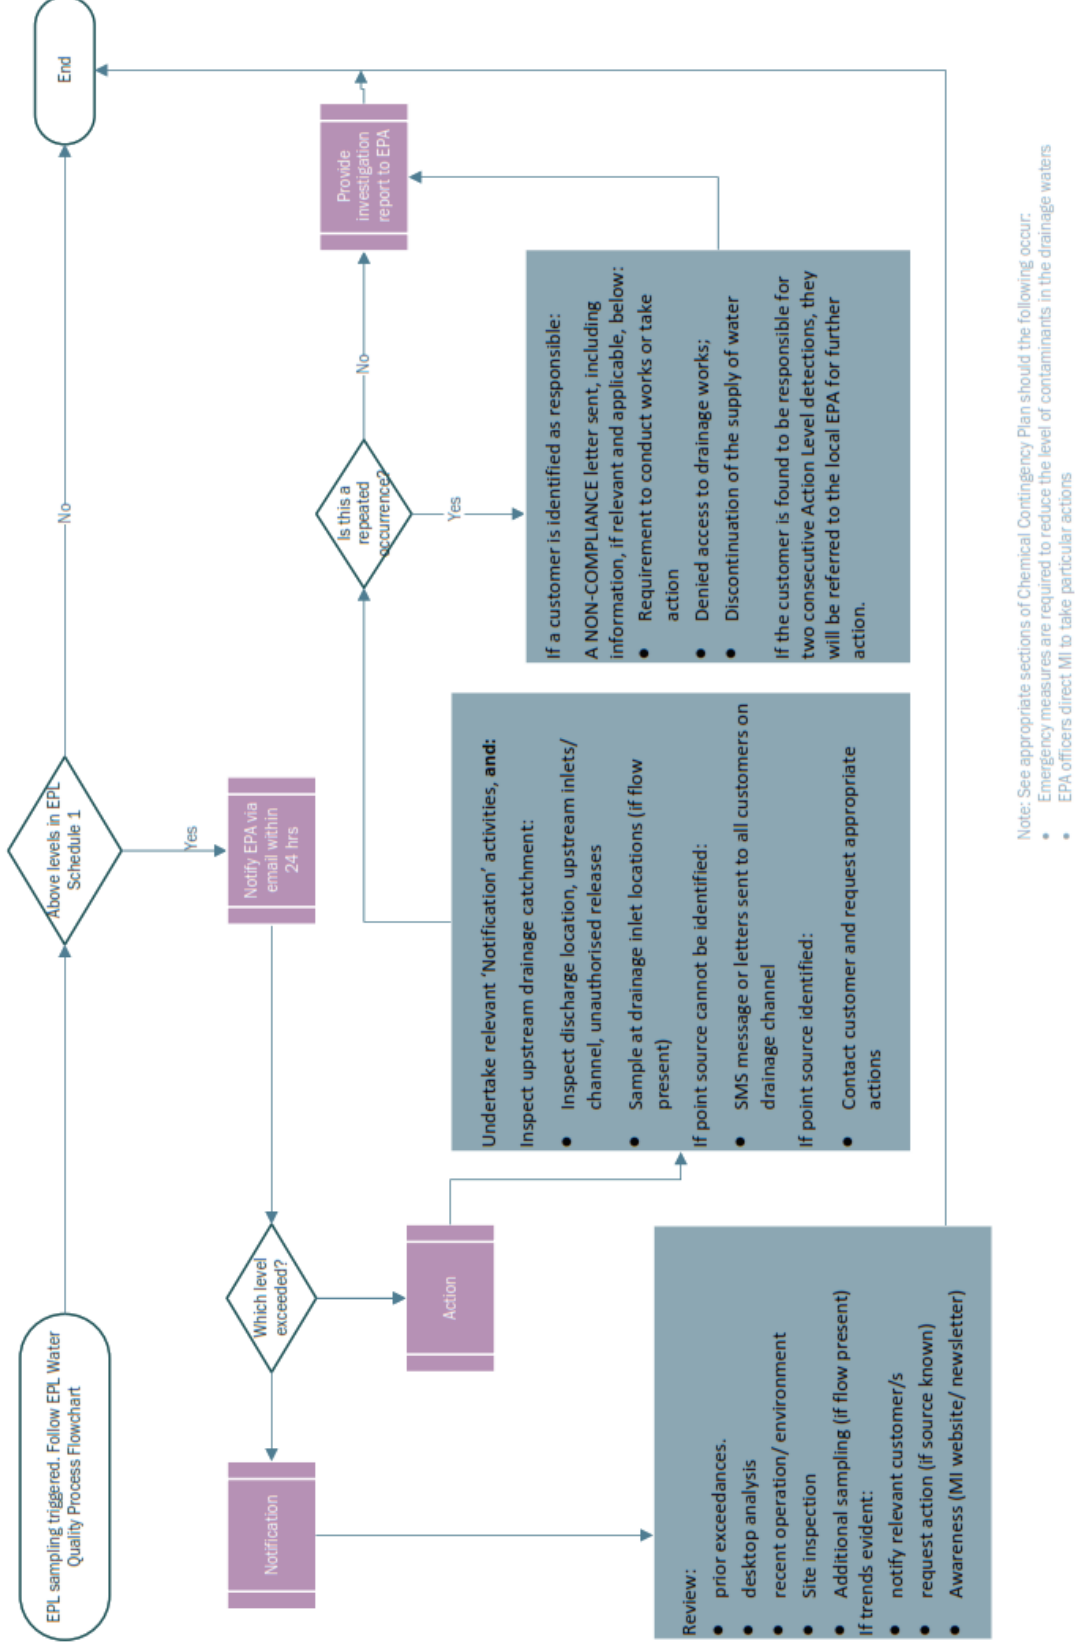 EPL sampling triggered. Follow EPL Water
Quality Process Flowchart
Above levels in EPL
Schedule 1
No
End
Yes
Notify EPA via
email within
24 hrs
Which level
exceeded?
Notification
Action
Review:
● prior exceedances.
● desktop analysis
● recent operation/ environment
● Site inspection
● Additional sampling (if flow present)
If trends evident:
● notify relevant customer/s
● request action (if source known)
● Awareness (MI website/ newsletter)
Undertake relevant ‘Notification’ activities, and:
Inspect upstream drainage catchment:
● Inspect discharge location, upstream inlets/
channel, unauthorised releases
● Sample at drainage inlet locations (if flow
present)
If point source cannot be identified:
● SMS message or letters sent to all customers on
drainage channel
If point source identified:
● Contact customer and request appropriate
actions
Is this a
repeated
occurrence?
No
Yes
Provide
investigation
report to EPA
If a customer is identified as responsible:
A NON-COMPLIANCE letter sent, including
information, if relevant and applicable, below:
● Requirement to conduct works or take
action
● Denied access to drainage works;
● Discontinuation of the supply of water
If the customer is found to be responsible for
two consecutive Action Level detections, they
will be referred to the local EPA for further
action.
Note: See appropriate sections of Chemical Contingency Plan should the following occur:
● Emergency measures are required to reduce the level of contaminants in the drainage waters
● EPA officers direct MI to take particular actions